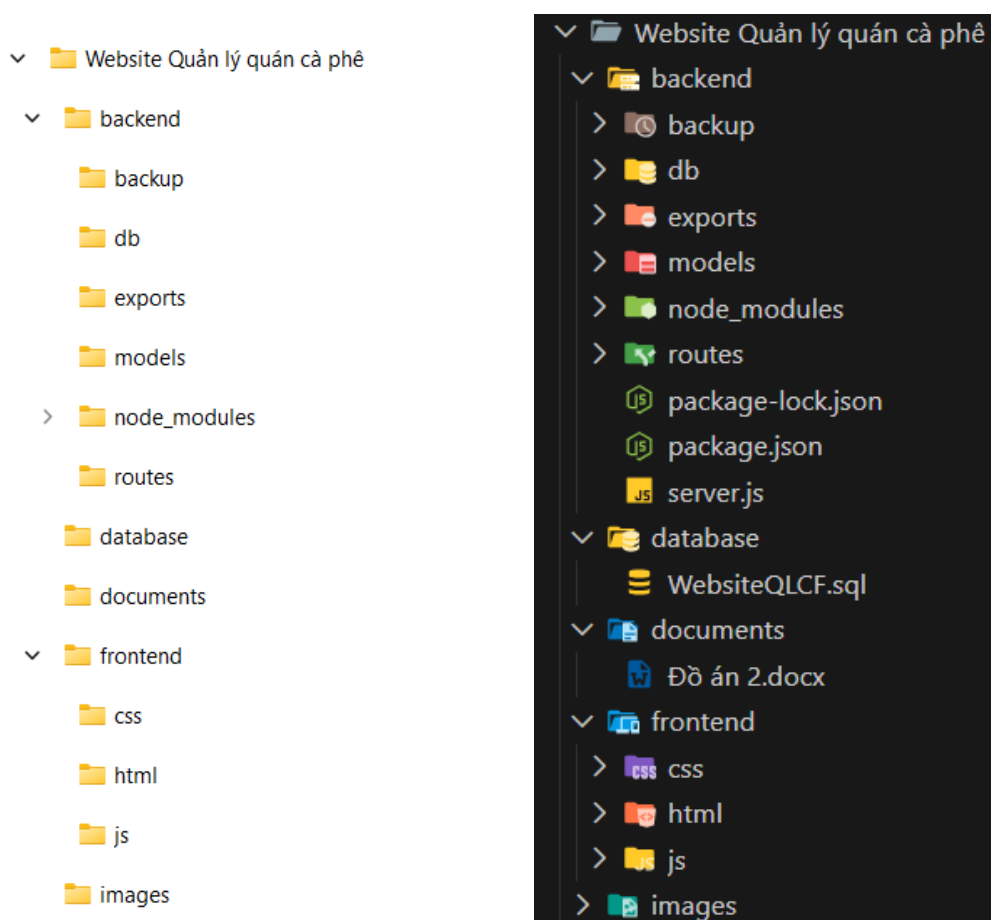 Website Quản lý quán cà phê
backend
backup
db
exports
models
node_modules
routes
database
documents
frontend
css
html
js
images
Website Quản lý quán cà phê
backend
backup
db
exports
models
node_modules
routes
package-lock.json
package.json
server.js
database
WebsiteQLCF.sql
documents
Đồ án 2.docx
frontend
css
html
js
images